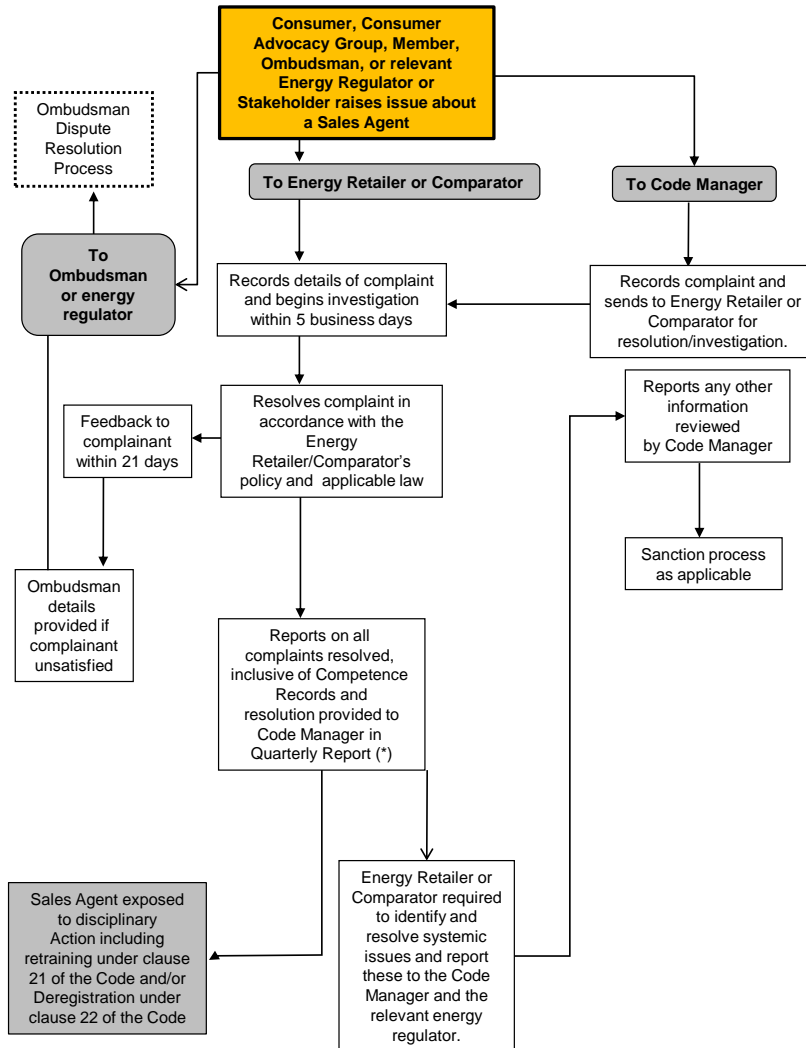 Consumer, Consumer
Advocacy Group, Member,
Ombudsman, or relevant
Energy Regulator or
Stakeholder raises issue about
a Sales Agent
Ombudsman
Dispute
Resolution
Process
To Energy Retailer or Comparator
To Code Manager
To
Ombudsman
or energy
regulator
Records details of complaint
and begins investigation
within 5 business days
Records complaint and
sends to Energy Retailer or
Comparator for
resolution/investigation.
Feedback to
complainant
within 21 days
Resolves complaint in
accordance with the
Energy
Retailer/Comparator's
policy and applicable law
Reports any other
information
reviewed
by Code Manager
Sanction process
as applicable
Ombudsman
details
provided if
complainant
unsatisfied
Reports on all
complaints resolved,
inclusive of Competence
Records and
resolution provided to
Code Manager in
Quarterly Report (*)
Sales Agent exposed
to disciplinary
Action including
retraining under clause
21 of the Code and/or
Deregistration under
clause 22 of the Code
Energy Retailer or
Comparator required
to identify and
resolve systemic
issues and report
these to the Code
Manager and the
relevant energy
regulator.